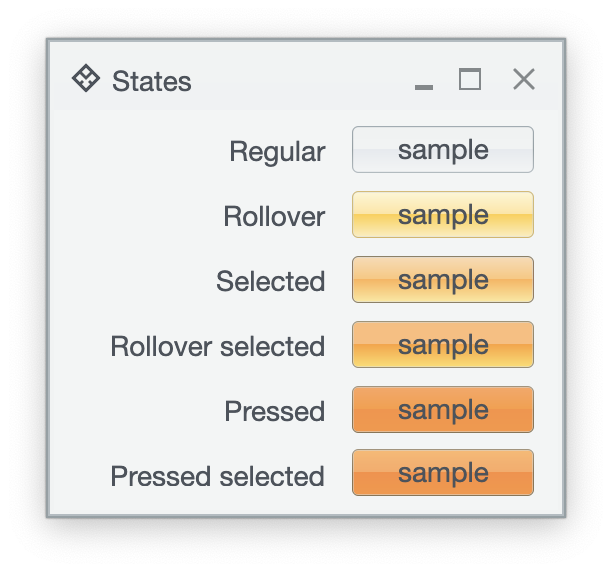 States
Regular sample
Rollover sample
Selected sample
Rollover selected sample
Pressed sample
Pressed selected sample